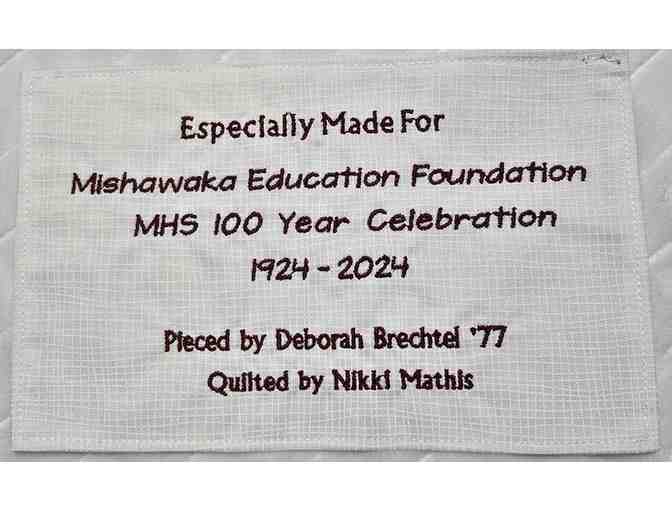 Especially Made For
Mishawaka Education Foundation
MHS 100 Year Celebration
1924-2024
Pieced by Deborah Brechtel '77
Quilted by Nikki Mathis